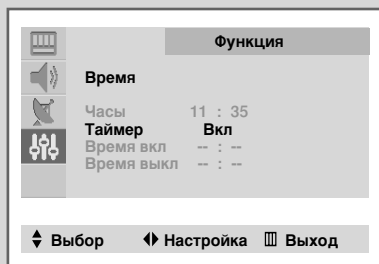 Функция
Время
Часы 11 : 35
Таймер Вкл
Время вкл -- : --
Время выкл -- : --
Выбор Настройка Выход